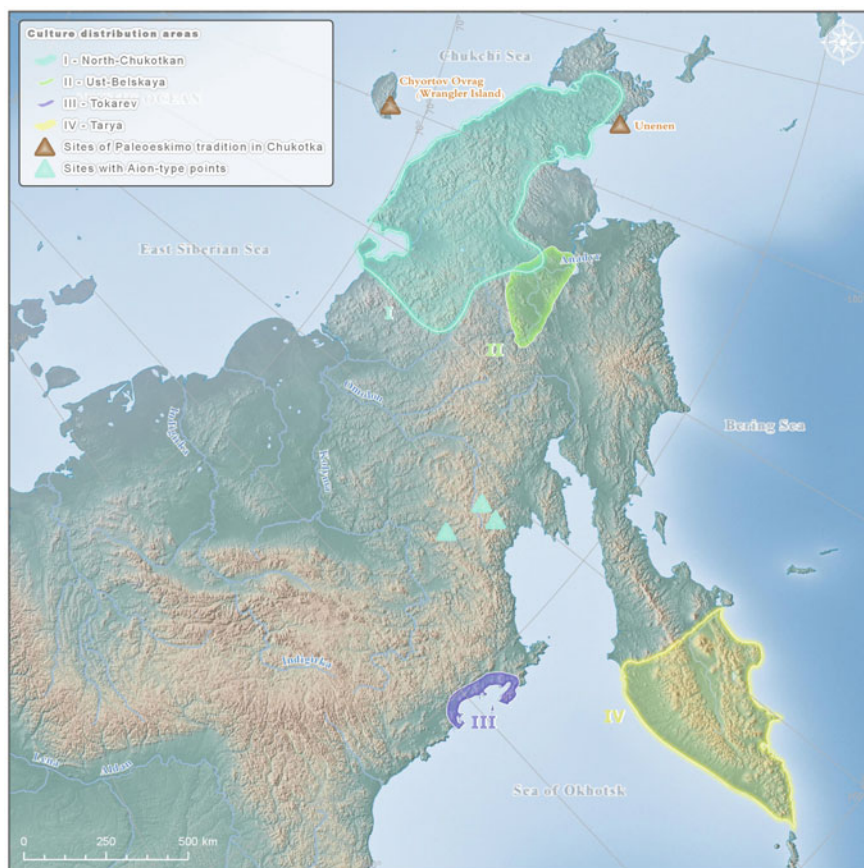 Culture distribution areas
I - North-Chukotkan
II - Ust-Belskaya
III - Tokarev
IV - Tarya
Sites of Paleoeskimo tradition in Chukotka
Sites with Aion-type points
Chukchi Sea
Chyortov Ovrag
(Wrangler Island)
Unenen
East Siberian Sea
Anadyr
I
II
Omolon
Indigirka
Kolyma
Bering Sea
Indigirka
III
IV
Lena
Aldan
Sea of Okhotsk
0 250 500 km